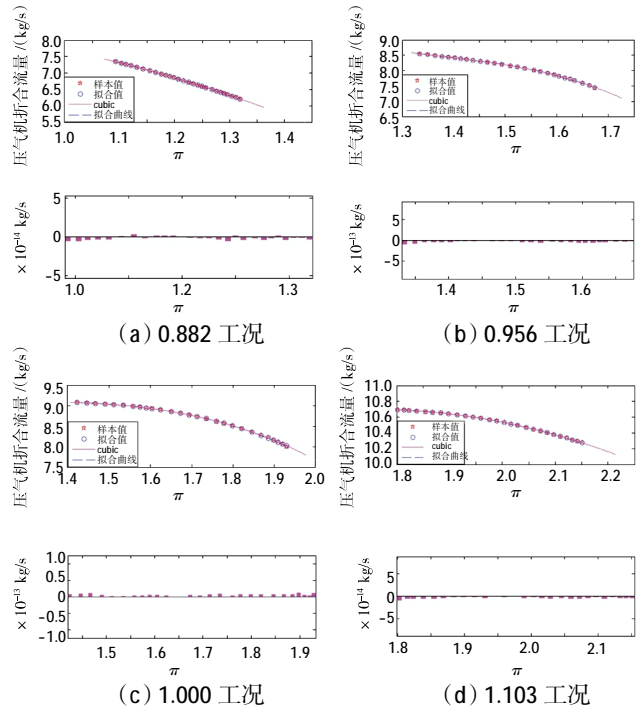 压气机折合流量/(kg/s)
8.0
7.5
7.0
6.5
6.0
5.5
样本值
拟合值
cubic
拟合曲线
1.0 1.1 1.2 1.3 1.4
π
× 10⁻¹⁴ kg/s
5
0
-5
1.0 1.1 1.2 1.3
π
(a) 0.882 工况
压气机折合流量/(kg/s)
9.0
8.5
8.0
7.5
7.0
6.5
样本值
拟合值
cubic
拟合曲线
1.3 1.4 1.5 1.6 1.7
π
× 10⁻¹³ kg/s
5
0
-5
1.4 1.5 1.6
π
(b) 0.956 工况
压气机折合流量/(kg/s)
9.5
9.0
8.5
8.0
7.5
样本值
拟合值
cubic
拟合曲线
1.4 1.5 1.6 1.7 1.8 1.9 2.0
π
× 10⁻¹³ kg/s
1.0
0.5
0
-0.5
-1.0
1.5 1.6 1.7 1.8 1.9
π
(c) 1.000 工况
压气机折合流量/(kg/s)
11.0
10.8
10.6
10.4
10.2
10.0
样本值
拟合值
cubic
拟合曲线
1.8 1.9 2.0 2.1 2.2
π
× 10⁻¹⁴ kg/s
5
0
-5
1.8 1.9 2.0 2.1
π
(d) 1.103 工况